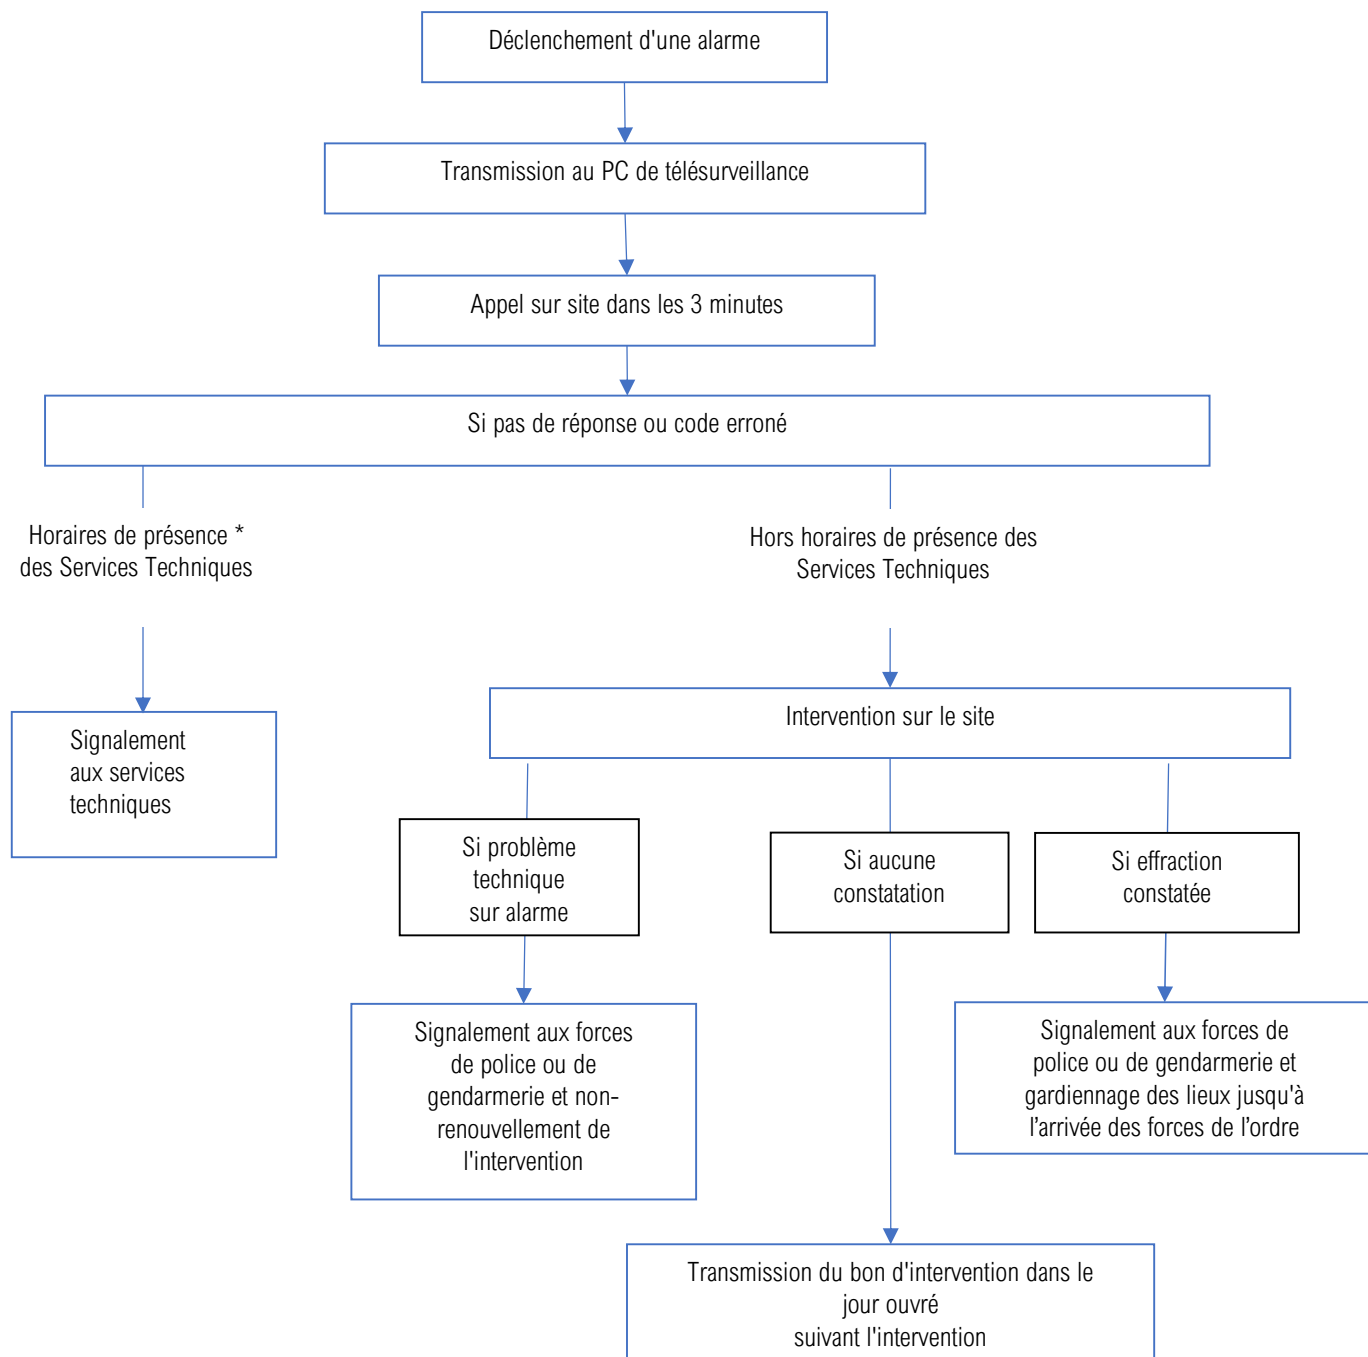 Déclenchement d'une alarme
Transmission au PC de télésurveillance
Appel sur site dans les 3 minutes
Si pas de réponse ou code erroné
Horaires de présence *
des Services Techniques
Hors horaires de présence des
Services Techniques
Signalement
aux services
techniques
Intervention sur le site
Si problème
technique
sur alarme
Si aucune
constatation
Si effraction
constatée
Signalement aux forces
de police ou de
gendarmerie et non-
renouvellement de
l'intervention
Signalement aux forces de
police ou de gendarmerie et
gardiennage des lieux jusqu'à
l’arrivée des forces de l’ordre
Transmission du bon d'intervention dans le
jour ouvré
suivant l'intervention